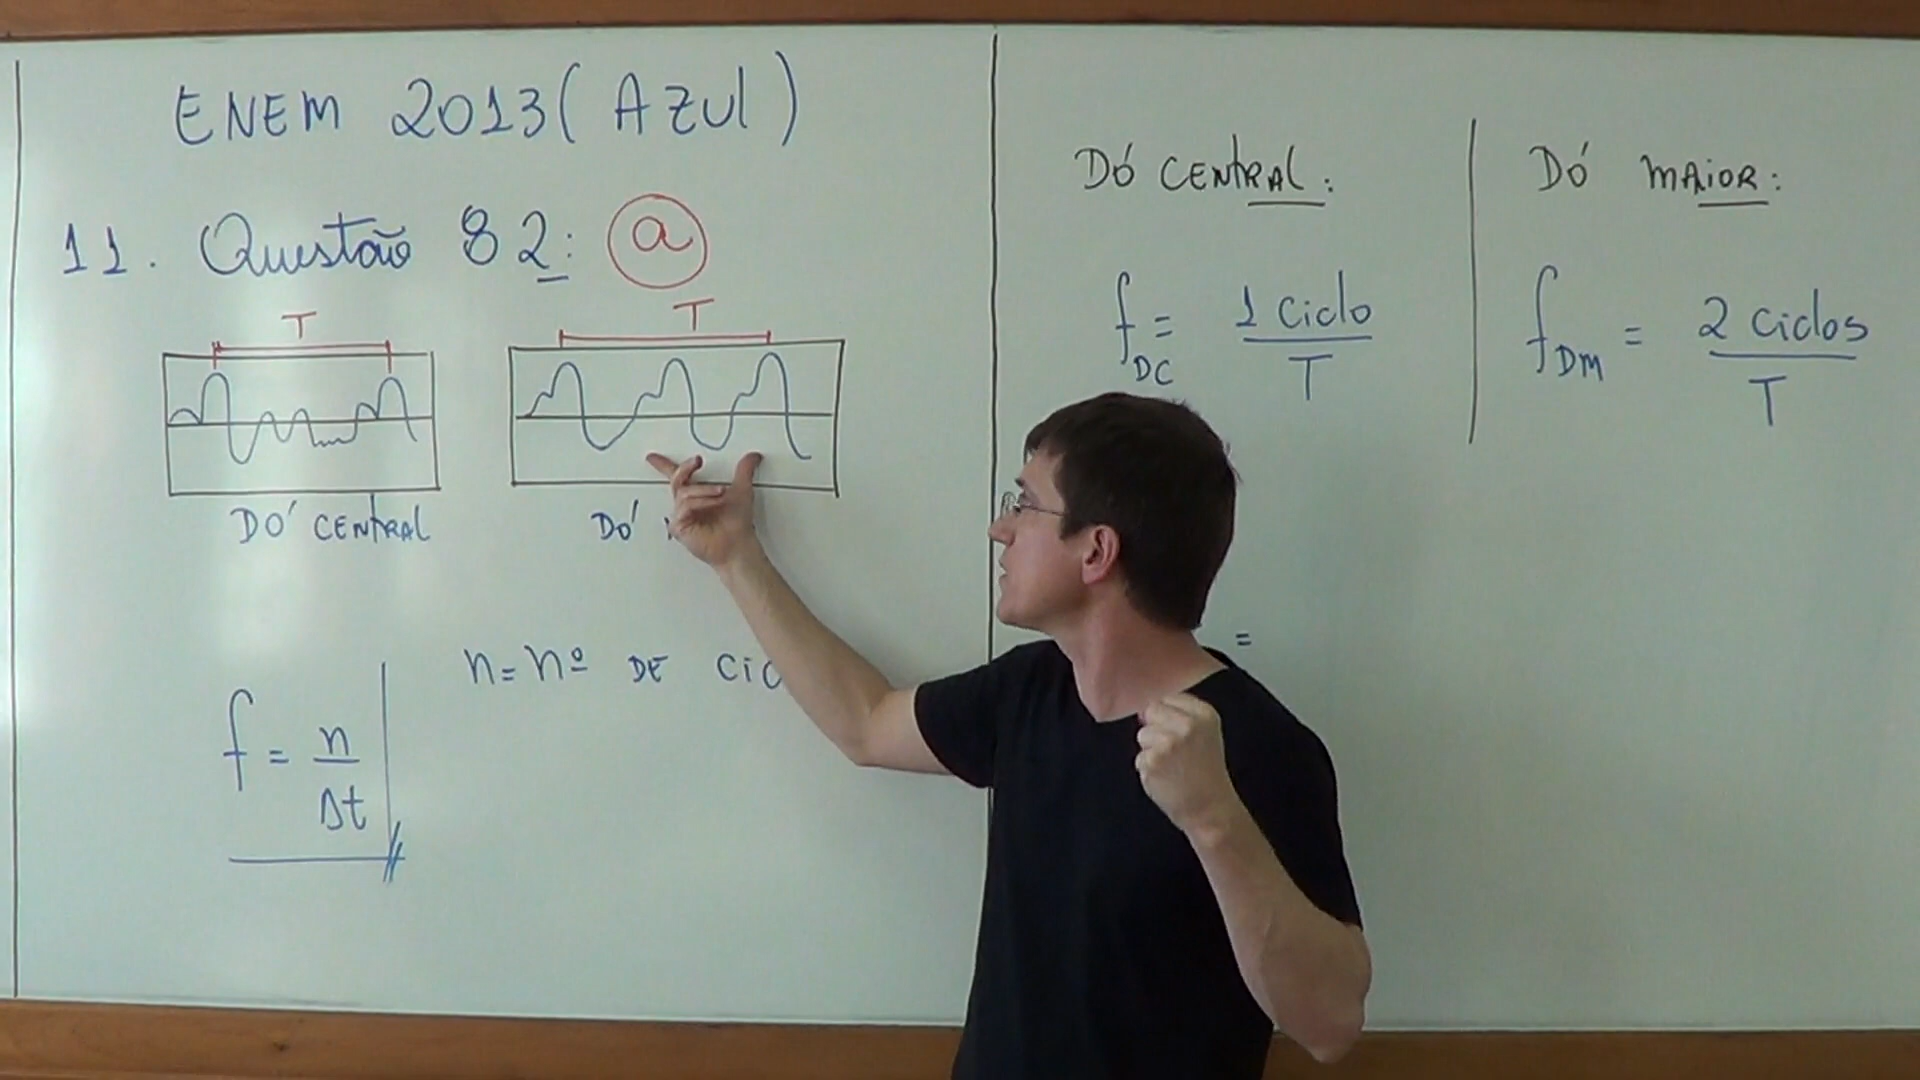 ENEM 2013 (Azul)
11. Questão 82: a
T
T
DÓ CENTRAL
DÓ
f = n/Δt
n = nº DE
DÓ CENTRAL:
f DC = 1 ciclo / T
DÓ MAIOR:
f DM = 2 ciclos / T
=